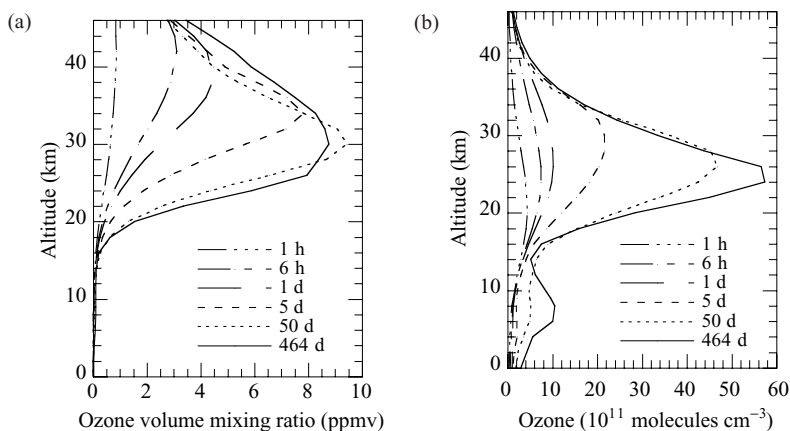 (a)
Altitude (km)
40
30
20
10
0
1 h
6 h
1 d
5 d
50 d
464 d
0 2 4 6 8 10
Ozone volume mixing ratio (ppmv)
(b)
Altitude (km)
40
30
20
10
0
1 h
6 h
1 d
5 d
50 d
464 d
0 10 20 30 40 50 60
Ozone (10¹¹ molecules cm⁻³)